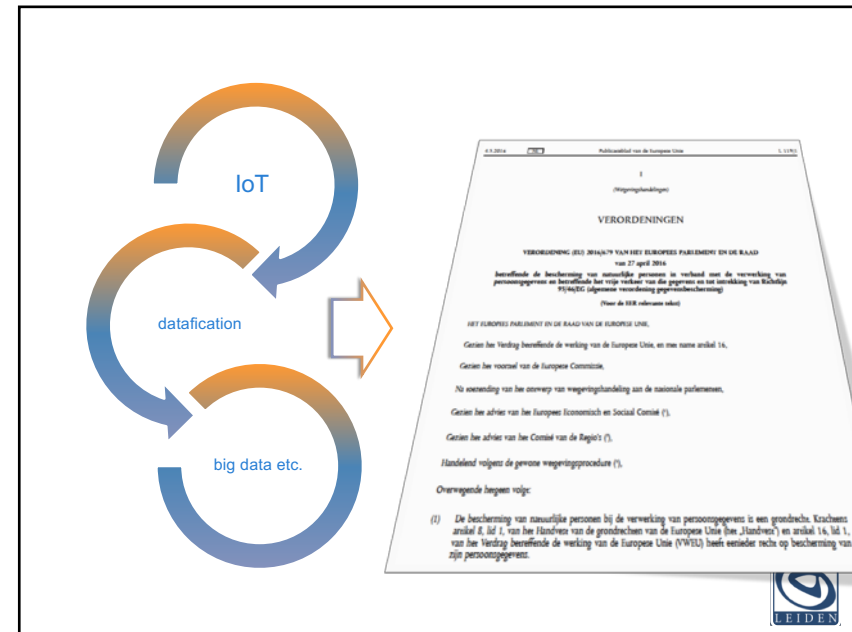 IoT
datafication
big data etc.
4.5.2016 NL Publicatieblad van de Europese Unie L 119/1
I
(Wetgevingshandelingen)
VERORDENINGEN
VERORDENING (EU) 2016/679 VAN HET EUROPEES PARLEMENT EN DE RAAD
van 27 april 2016
betreffende de bescherming van natuurlijke personen in verband met de verwerking van
persoonsgegevens en betreffende het vrije verkeer van die gegevens en tot intrekking van Richtlijn
95/46/EG (algemene verordening gegevensbescherming)
(Voor de EER relevante tekst)
HET EUROPEES PARLEMENT EN DE RAAD VAN DE EUROPESE UNIE,
Gezien het Verdrag betreffende de werking van de Europese Unie, en met name artikel 16,
Gezien het voorstel van de Europese Commissie,
Na toezending van het ontwerp van wetgevingshandeling aan de nationale parlementen,
Gezien het advies van het Europees Economisch en Sociaal Comité (¹),
Gezien het advies van het Comité van de Regio's (²),
Handelend volgens de gewone wetgevingsprocedure (³),
Overwegende hetgeen volgt:
(1) De bescherming van natuurlijke personen bij de verwerking van persoonsgegevens is een grondrecht. Krachtens
artikel 8, lid 1, van het Handvest van de grondrechten van de Europese Unie (het „Handvest") en artikel 16, lid 1,
van het Verdrag betreffende de werking van de Europese Unie (VWEU) heeft eenieder recht op bescherming van
zijn persoonsgegevens.
LEIDEN